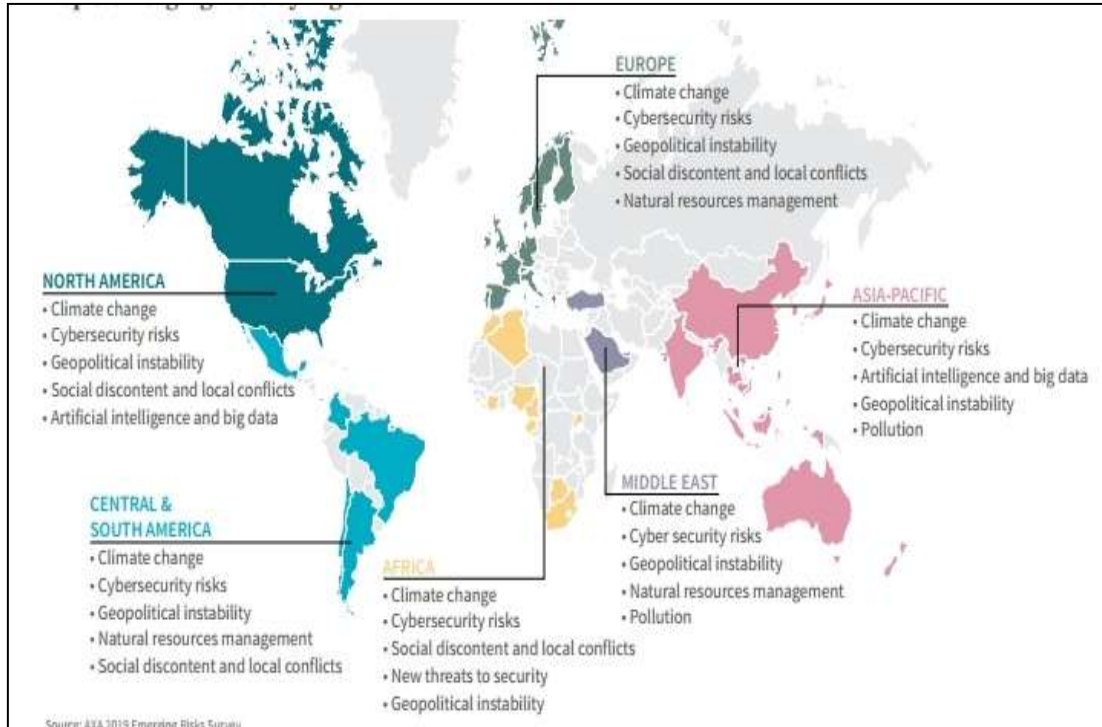 EUROPE
• Climate change
• Cybersecurity risks
• Geopolitical instability
• Social discontent and local conflicts
• Natural resources management
NORTH AMERICA
• Climate change
• Cybersecurity risks
• Geopolitical instability
• Social discontent and local conflicts
• Artificial intelligence and big data
ASIA-PACIFIC
• Climate change
• Cybersecurity risks
• Artificial intelligence and big data
• Geopolitical instability
• Pollution
CENTRAL &
SOUTH AMERICA
• Climate change
• Cybersecurity risks
• Geopolitical instability
• Natural resources management
• Social discontent and local conflicts
AFRICA
• Climate change
• Cybersecurity risks
• Social discontent and local conflicts
• New threats to security
• Geopolitical instability
MIDDLE EAST
• Climate change
• Cyber security risks
• Geopolitical instability
• Natural resources management
• Pollution
Source: AXA 2019 Emerging Risks Survey